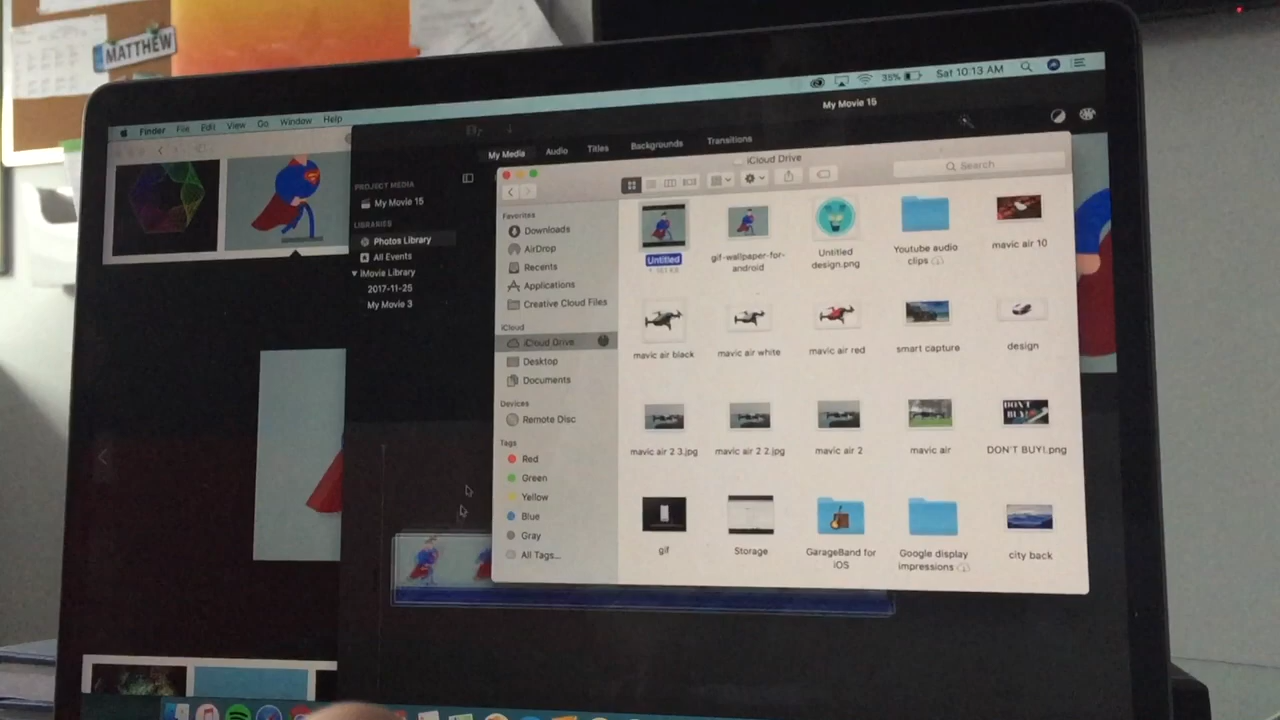 MATTHEW
Finder File Edit View Go Window Help
35% Sat 10:13 AM
My Movie 15
My Media Audio Titles Backgrounds Transitions
PROJECT MEDIA
My Movie 15
LIBRARIES
Photos Library
All Events
iMovie Library
2017-11-25
My Movie 3
iCloud Drive
Search
Favorites
Downloads
AirDrop
Recents
Applications
Creative Cloud Files
iCloud
iCloud Drive
Desktop
Documents
Devices
Remote Disc
Tags
Red
Green
Yellow
Blue
Gray
All Tags...
Untitled
gif-wallpaper-for-
android
Untitled
design.png
Youtube audio
clips
mavic air 10
mavic air black
mavic air white
mavic air red
smart capture
design
mavic air 2 3.jpg
mavic air 2 2.jpg
mavic air 2
mavic air
DON'T BUY!.png
DON'T
BUY!
gif
Storage
GarageBand for
iOS
Google display
impressions
city back